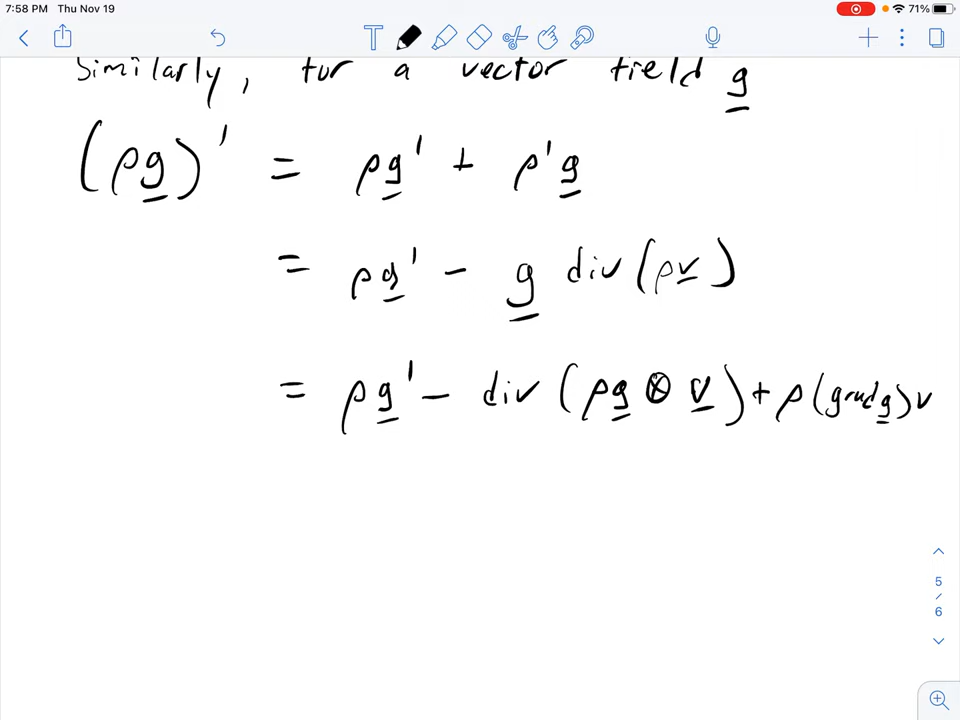 7:58 PM Thu Nov 19 71%
T
Similarly, for a vector field g
(ρg)' = ρg' + ρ'g
= ρg' - g div(ρv)
= ρg' - div(ρg ⊗ v) + ρ(grad g)v
5
/
6